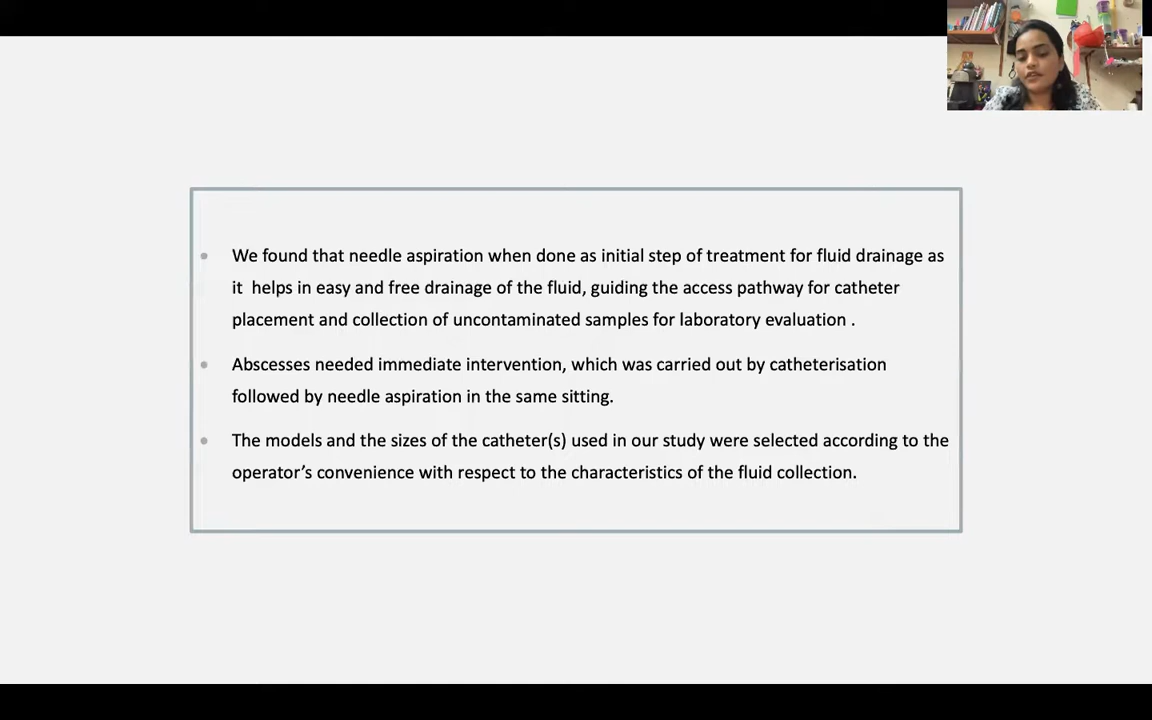 We found that needle aspiration when done as initial step of treatment for fluid drainage as
it helps in easy and free drainage of the fluid, guiding the access pathway for catheter
placement and collection of uncontaminated samples for laboratory evaluation .
Abscesses needed immediate intervention, which was carried out by catheterisation
followed by needle aspiration in the same sitting.
The models and the sizes of the catheter(s) used in our study were selected according to the
operator’s convenience with respect to the characteristics of the fluid collection.